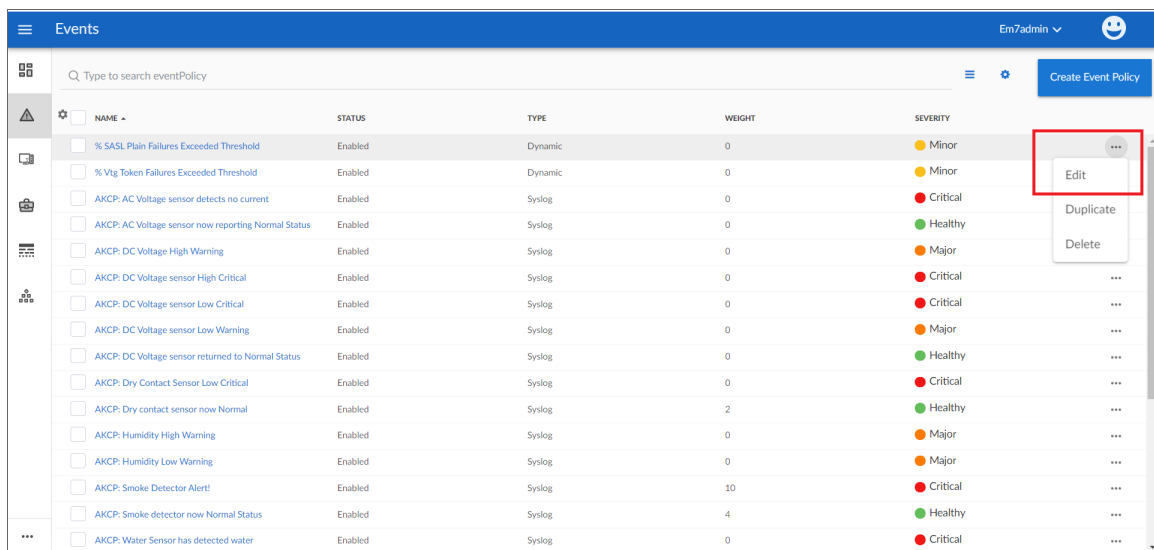 Events
Em7admin
Type to search eventPolicy
Create Event Policy
NAME STATUS TYPE WEIGHT SEVERITY
% SASL Plain Failures Exceeded Threshold Enabled Dynamic 0 Minor
% Vtg Token Failures Exceeded Threshold Enabled Dynamic 0 Minor
Edit
AKCP: AC Voltage sensor detects no current Enabled Syslog 0 Critical
Duplicate
AKCP: AC Voltage sensor now reporting Normal Status Enabled Syslog 0 Healthy
Delete
AKCP: DC Voltage High Warning Enabled Syslog 0 Major
AKCP: DC Voltage sensor High Critical Enabled Syslog 0 Critical
AKCP: DC Voltage sensor Low Critical Enabled Syslog 0 Critical
AKCP: DC Voltage sensor Low Warning Enabled Syslog 0 Major
AKCP: DC Voltage sensor returned to Normal Status Enabled Syslog 0 Healthy
AKCP: Dry Contact Sensor Low Critical Enabled Syslog 0 Critical
AKCP: Dry contact sensor now Normal Enabled Syslog 2 Healthy
AKCP: Humidity High Warning Enabled Syslog 0 Major
AKCP: Humidity Low Warning Enabled Syslog 0 Major
AKCP: Smoke Detector Alert! Enabled Syslog 10 Critical
AKCP: Smoke detector now Normal Status Enabled Syslog 4 Healthy
AKCP: Water Sensor has detected water Enabled Syslog 0 Critical